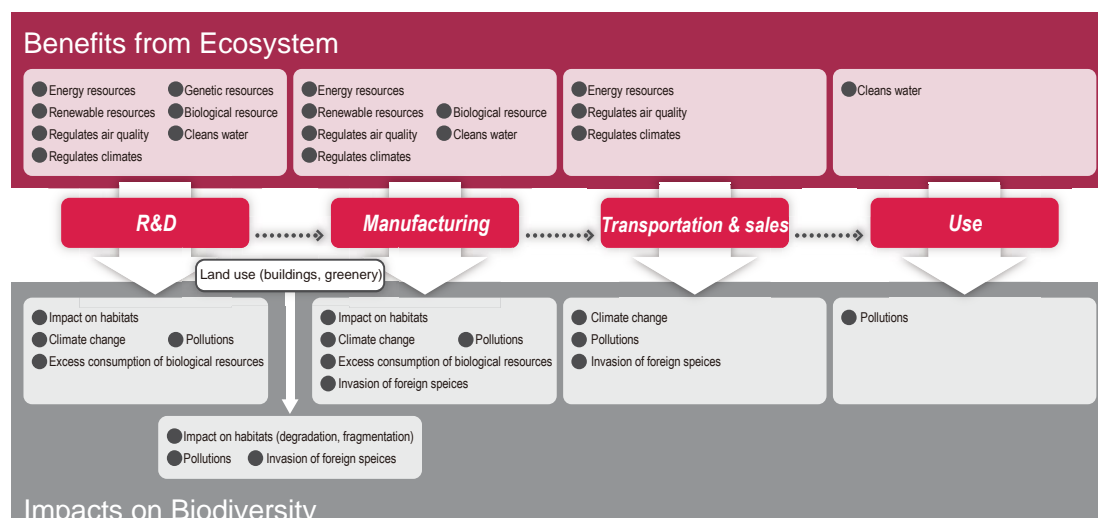 Benefits from Ecosystem
Energy resources Genetic resources
Renewable resources Biological resource
Regulates air quality Cleans water
Regulates climates
Energy resources
Renewable resources Biological resource
Regulates air quality Cleans water
Regulates climates
Energy resources
Regulates air quality
Regulates climates
Cleans water
R&D
Manufacturing
Transportation & sales
Use
Land use (buildings, greenery)
Impact on habitats
Climate change Pollutions
Excess consumption of biological resources
Impact on habitats
Climate change Pollutions
Excess consumption of biological resources
Invasion of foreign speices
Climate change
Pollutions
Invasion of foreign speices
Pollutions
Impact on habitats (degradation, fragmentation)
Pollutions Invasion of foreign speices
Impacts on Biodiversity